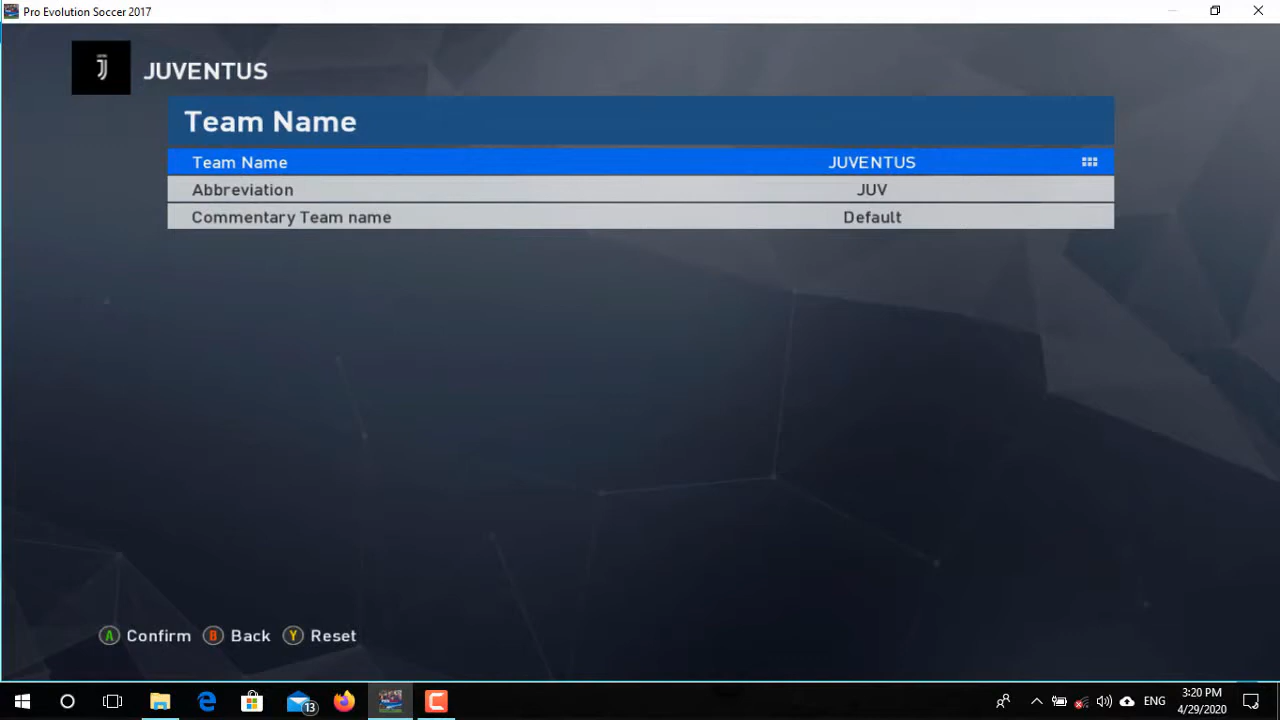 Pro Evolution Soccer 2017
JUVENTUS
Team Name
Team Name JUVENTUS
Abbreviation JUV
Commentary Team name Default
A Confirm B Back Y Reset
13
ENG
3:20 PM
4/29/2020